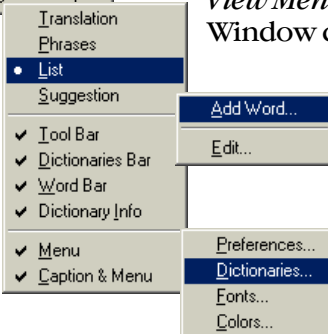 View Men
Window
Translation
Phrases
List
Suggestion
Tool Bar
Dictionaries Bar
Word Bar
Dictionary Info
Menu
Caption & Menu
Add Word...
Edit...
Preferences...
Dictionaries...
Fonts...
Colors...